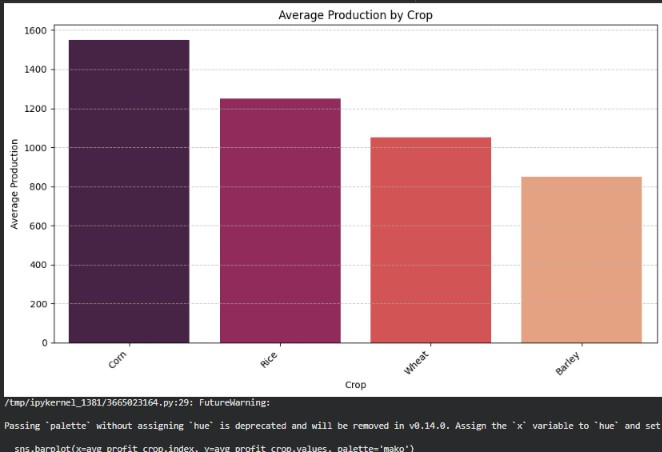 Average Production by Crop
1600
1400
1200
1000
800
600
400
200
0
Average Production
Corn
Rice
Wheat
Barley
Crop
/tmp/ipykernel_1381/3665023164.py:29: FutureWarning:
Passing `palette` without assigning `hue` is deprecated and will be removed in v0.14.0. Assign the `x` variable to `hue` and set
sns.barplot(x=avg_profit_crop.index, y=avg_profit_crop.values, palette='mako')